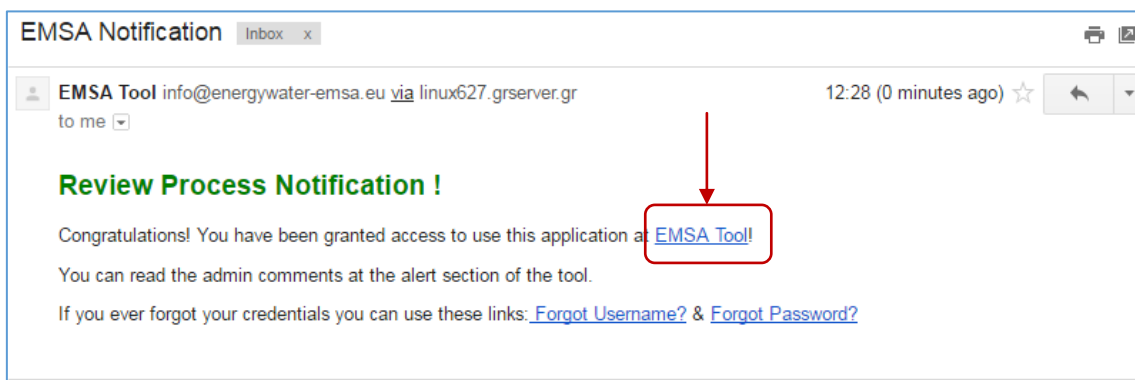 EMSA Notification Inbox x
EMSA Tool info@energywater-emsa.eu via linux627.grserver.gr 12:28 (0 minutes ago)
to me
Review Process Notification !
Congratulations! You have been granted access to use this application at EMSA Tool!
You can read the admin comments at the alert section of the tool.
If you ever forgot your credentials you can use these links: Forgot Username? & Forgot Password?